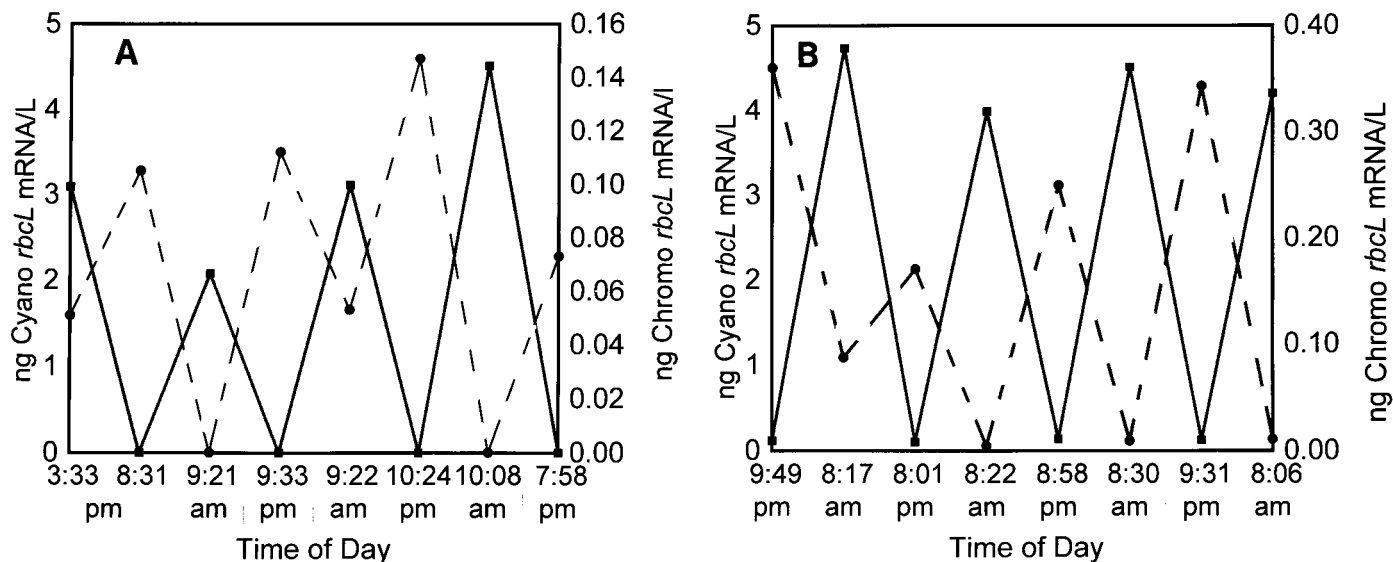 A
5
4
3
2
1
0
ng Cyano rbcL mRNA/L
0.16
0.14
0.12
0.10
0.08
0.06
0.04
0.02
0.00
ng Chromo rbcL mRNA/l
3:33 8:31 9:21 9:33 9:22 10:24 10:08 7:58
pm am pm am pm am pm
Time of Day
B
5
4
3
2
1
0
ng Cyano rbcL mRNA/L
0.40
0.30
0.20
0.10
0.00
ng Chromo rbcL mRNA/L
9:49 8:17 8:01 8:22 8:58 8:30 9:31 8:06
pm am pm am pm am pm am
Time of Day